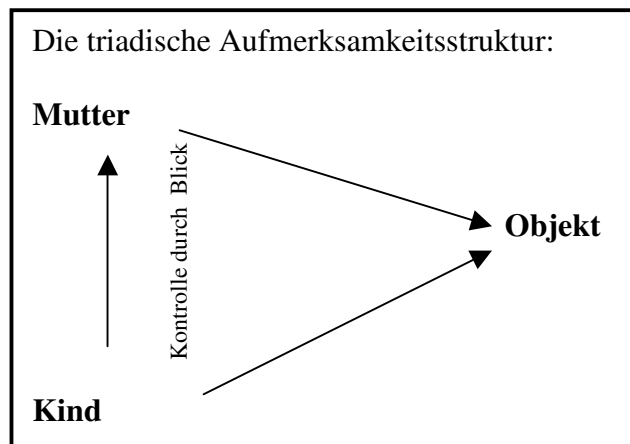 Die triadische Aufmerksamkeitsstruktur:
Mutter
Kontrolle durch Blick
Objekt
Kind